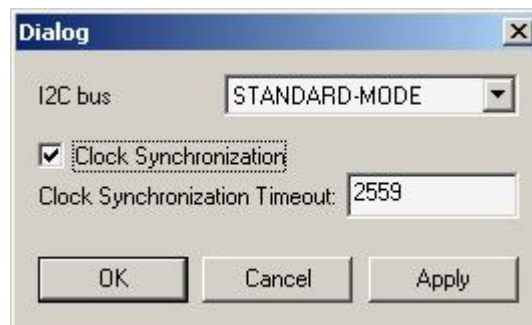 Dialog
I2C bus STANDARD-MODE
Clock Synchronization
Clock Synchronization Timeout: 2559
OK Cancel Apply